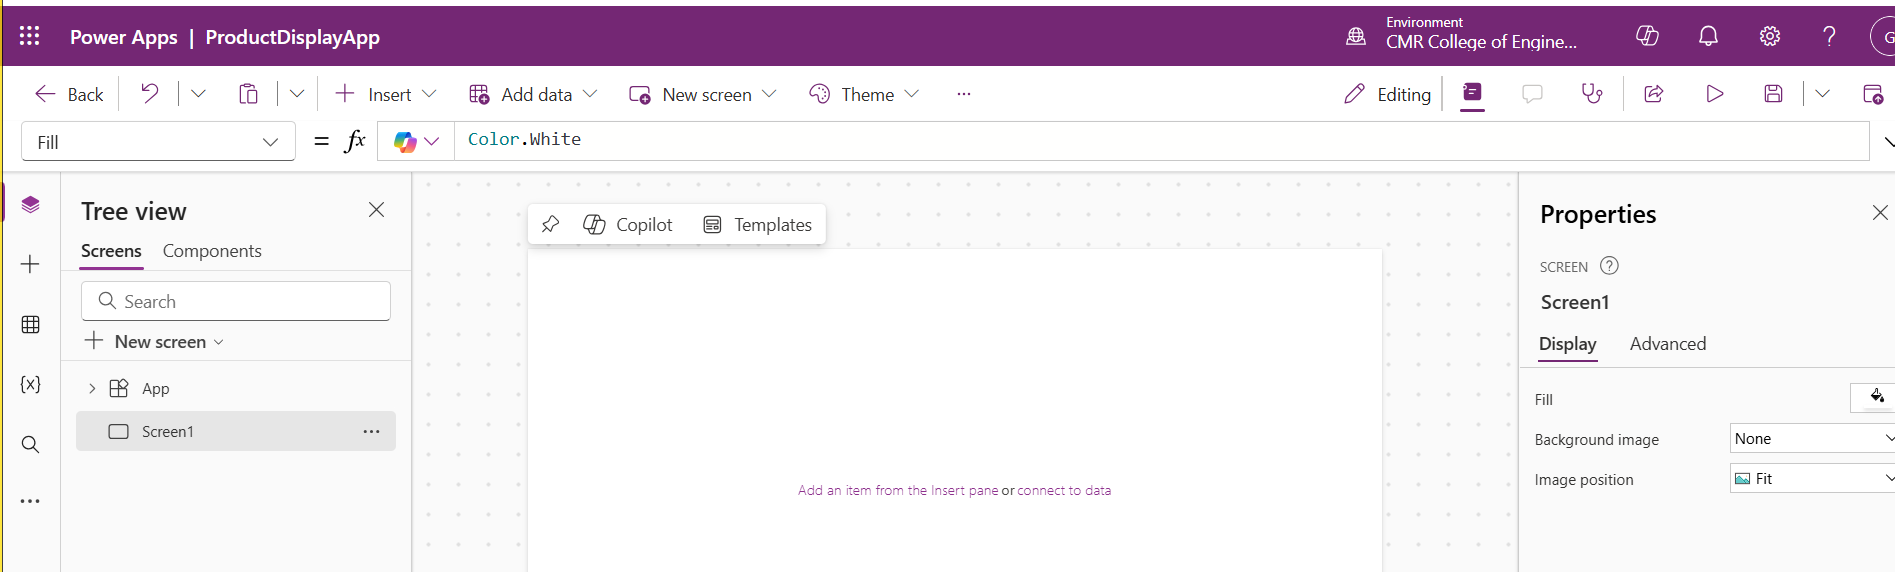 Power Apps | ProductDisplayApp
Environment
CMR College of Engine...
G
Back
Insert
Add data
New screen
Theme
...
Editing
Fill
= fx
Color.White
Tree view
Screens
Components
Search
New screen
App
Screen1
...
{x}
Copilot
Templates
Add an item from the Insert pane or connect to data
Properties
SCREEN
Screen1
Display
Advanced
Fill
Background image
None
Image position
Fit